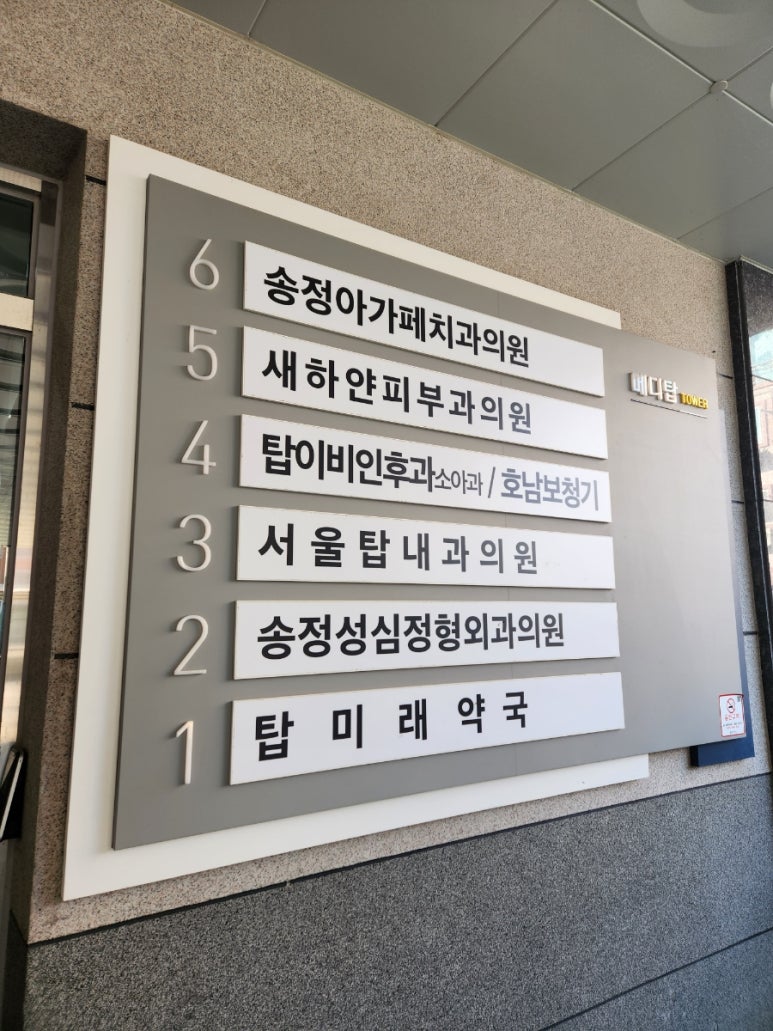 6 송정아가페치과의원
5 새하얀피부과의원
4 탑이비인후과소아과 / 호남보청기
3 서울탑내과의원
2 송정성심정형외과의원
1 탑미래약국
메디탑 TOWER